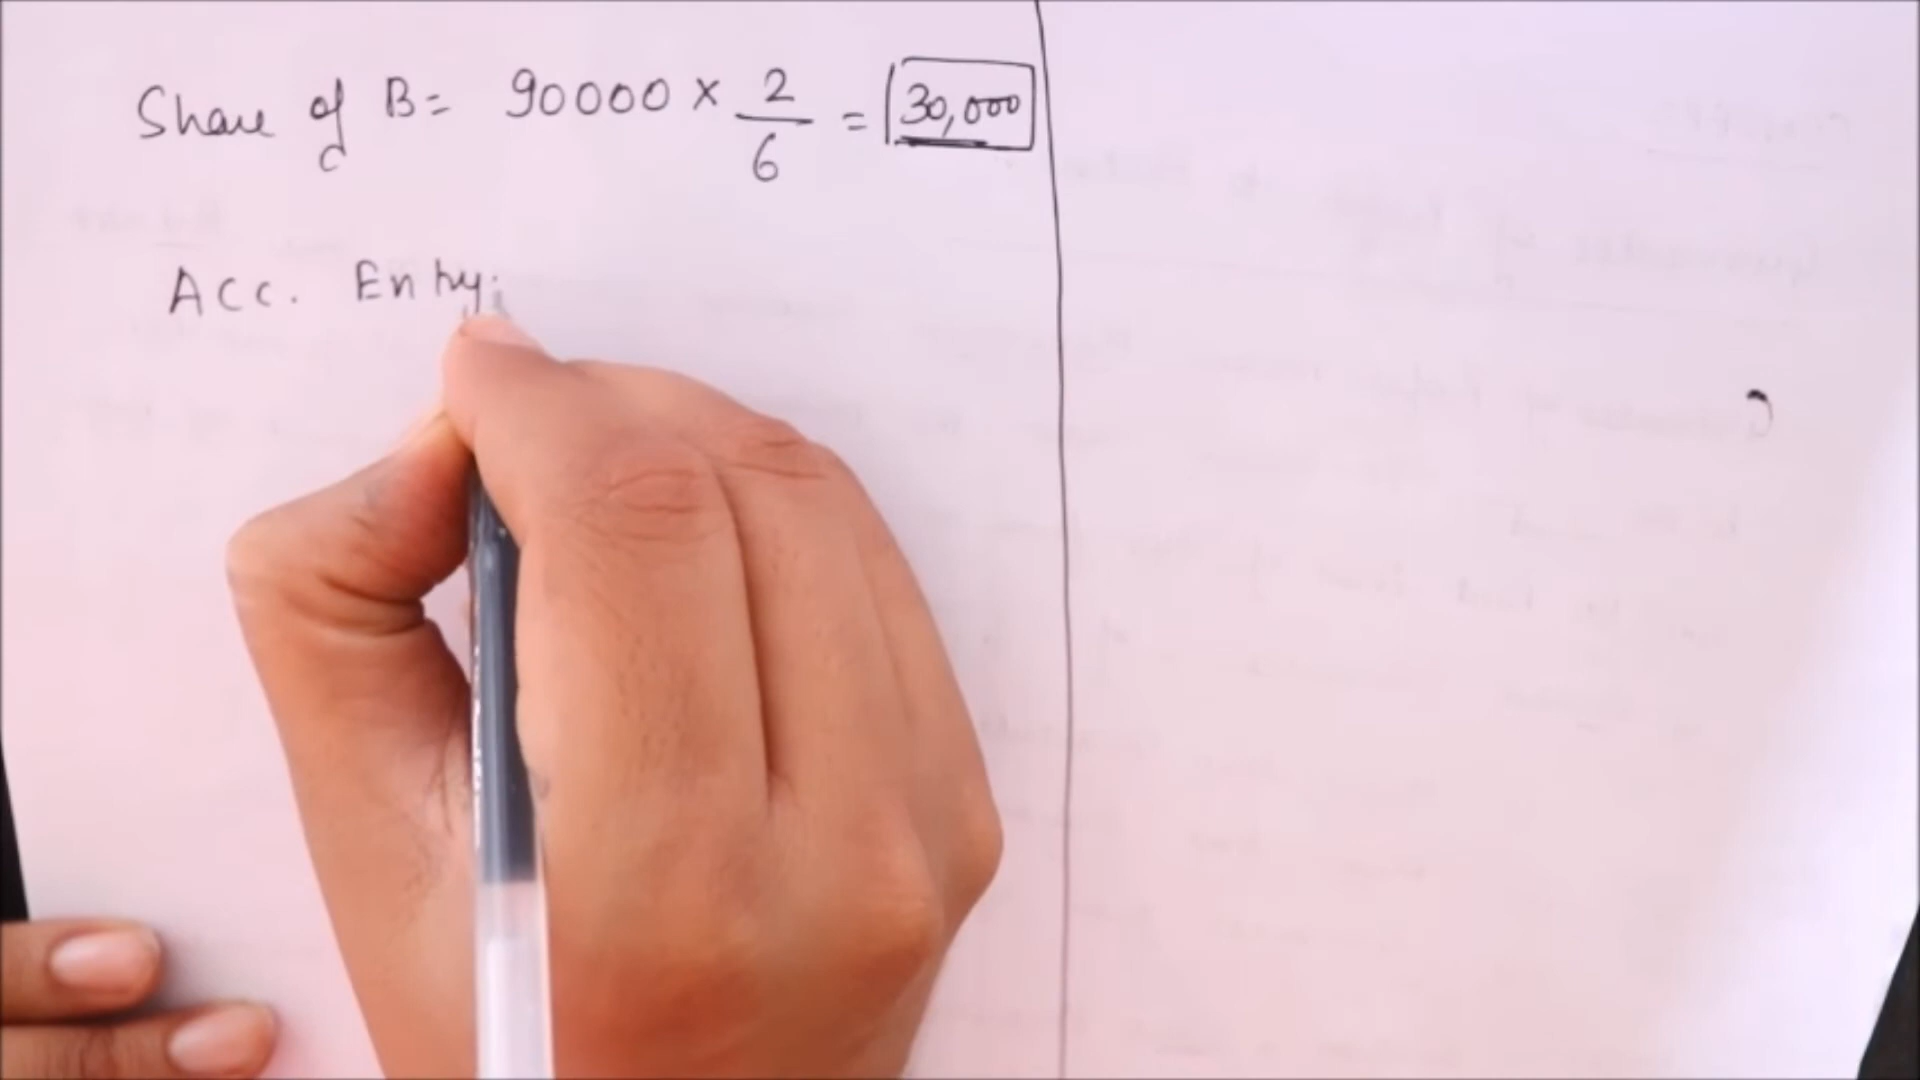 Share of B = 90000 × 2/6 = 30,000
Acc. Entry: